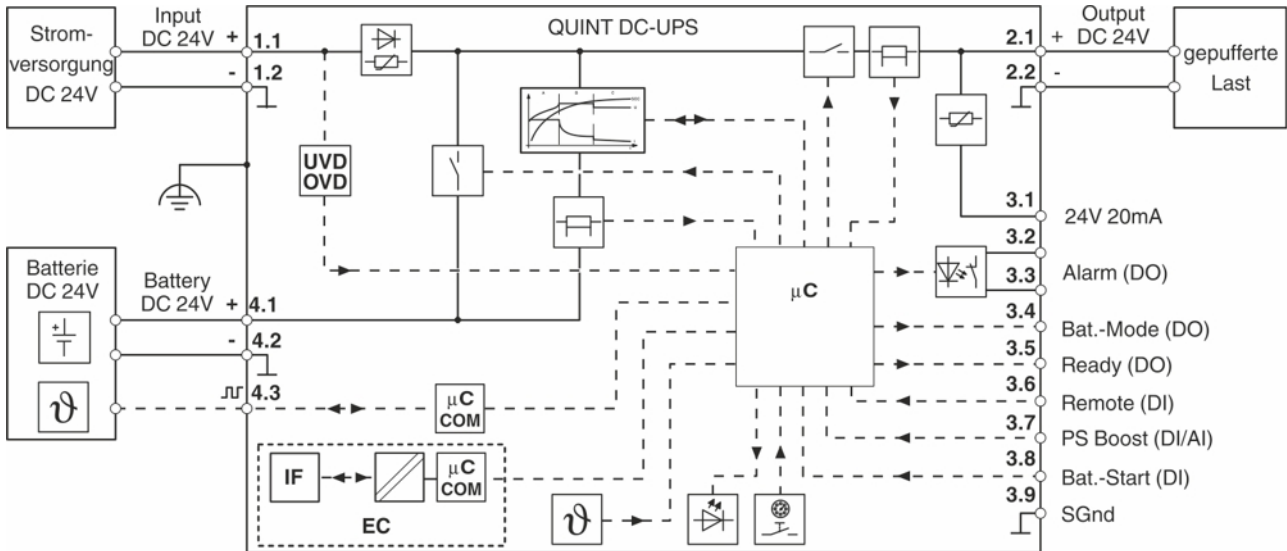 Strom-
versorgung
DC 24V
Input
DC 24V
+
-
1.1
1.2
QUINT DC-UPS
2.1
2.2
+
-
Output
DC 24V
gepufferte
Last
A B C
UVD
OVD
3.1
24V 20mA
3.2
3.3
Alarm (DO)
µC
3.4
Bat.-Mode (DO)
3.5
Ready (DO)
3.6
Remote (DI)
3.7
PS Boost (DI/AI)
3.8
Bat.-Start (DI)
3.9
SGnd
Batterie
DC 24V
Battery
DC 24V
+
-
4.1
4.2
4.3
+
ϑ
µC
COM
IF
µC
COM
EC
ϑ